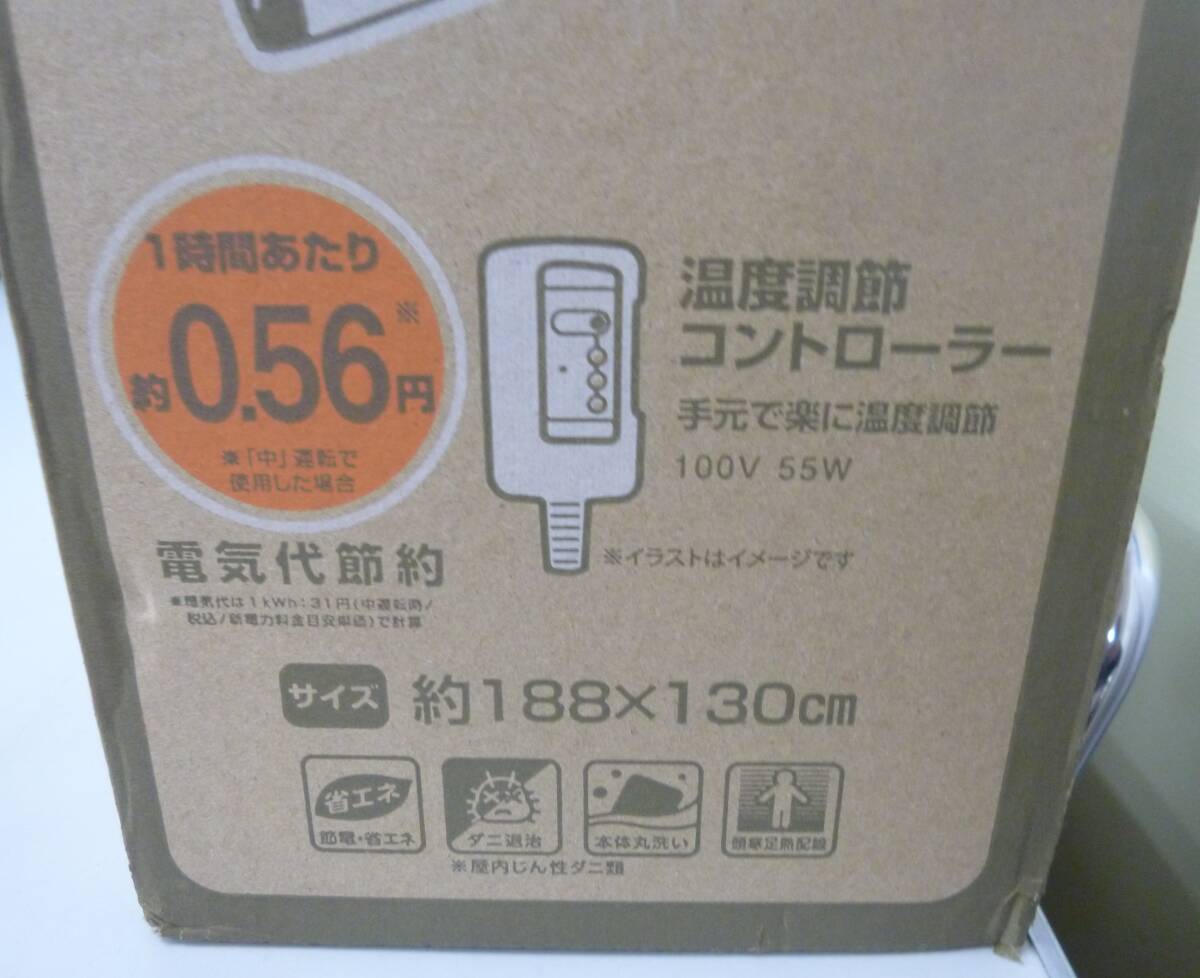 1時間あたり
約0.56円※
※「中」運転で
使用した場合
電気代節約
※電気代は1kWh:31円(中運転時/
税込/新電力料金目安単価)で計算
温度調節
コントローラー
手元で楽に温度調節
100V 55W
※イラストはイメージです
サイズ 約188×130cm
省エネ
節電・省エネ
ダニ退治
本体丸洗い
頭寒足熱配線
※屋内じん性ダニ類